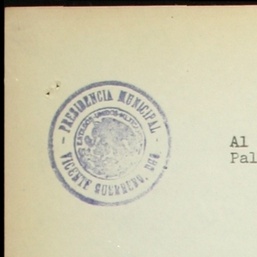 PRESIDENCIA MUNICIPAL
ESTADOS UNIDOS MEXICANOS
VICENTE GUERRERO, DGO.
Al
Pal